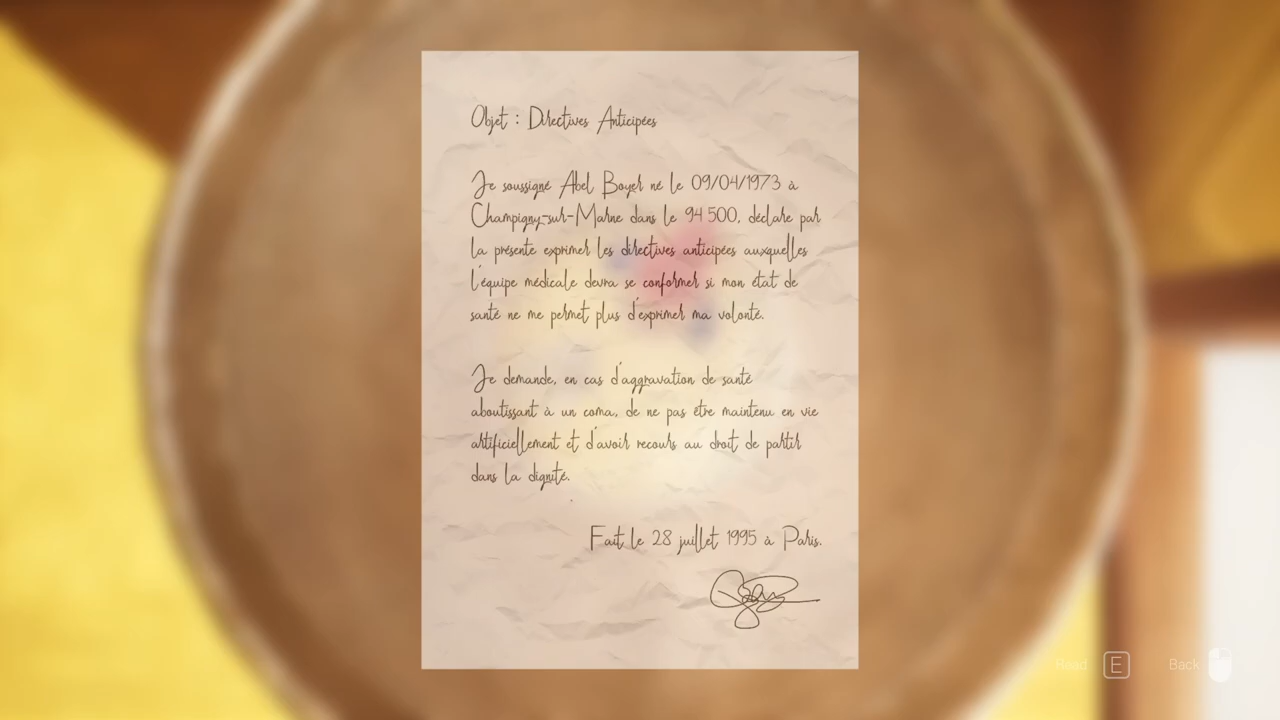 Objet : Directives Anticipées
Je soussigné Abel Boyer né le 09/04/1973 à
Champigny-sur-Marne dans le 94 500, déclare par
la présente exprimer les directives anticipées auxquelles
l'équipe médicale devra se conformer si mon état de
santé ne me permet plus d'exprimer ma volonté.
Je demande, en cas d'aggravation de santé
aboutissant à un coma, de ne pas être maintenu en vie
artificiellement et d'avoir recours au droit de partir
dans la dignité.
Fait le 28 juillet 1995 à Paris.
Read E Back